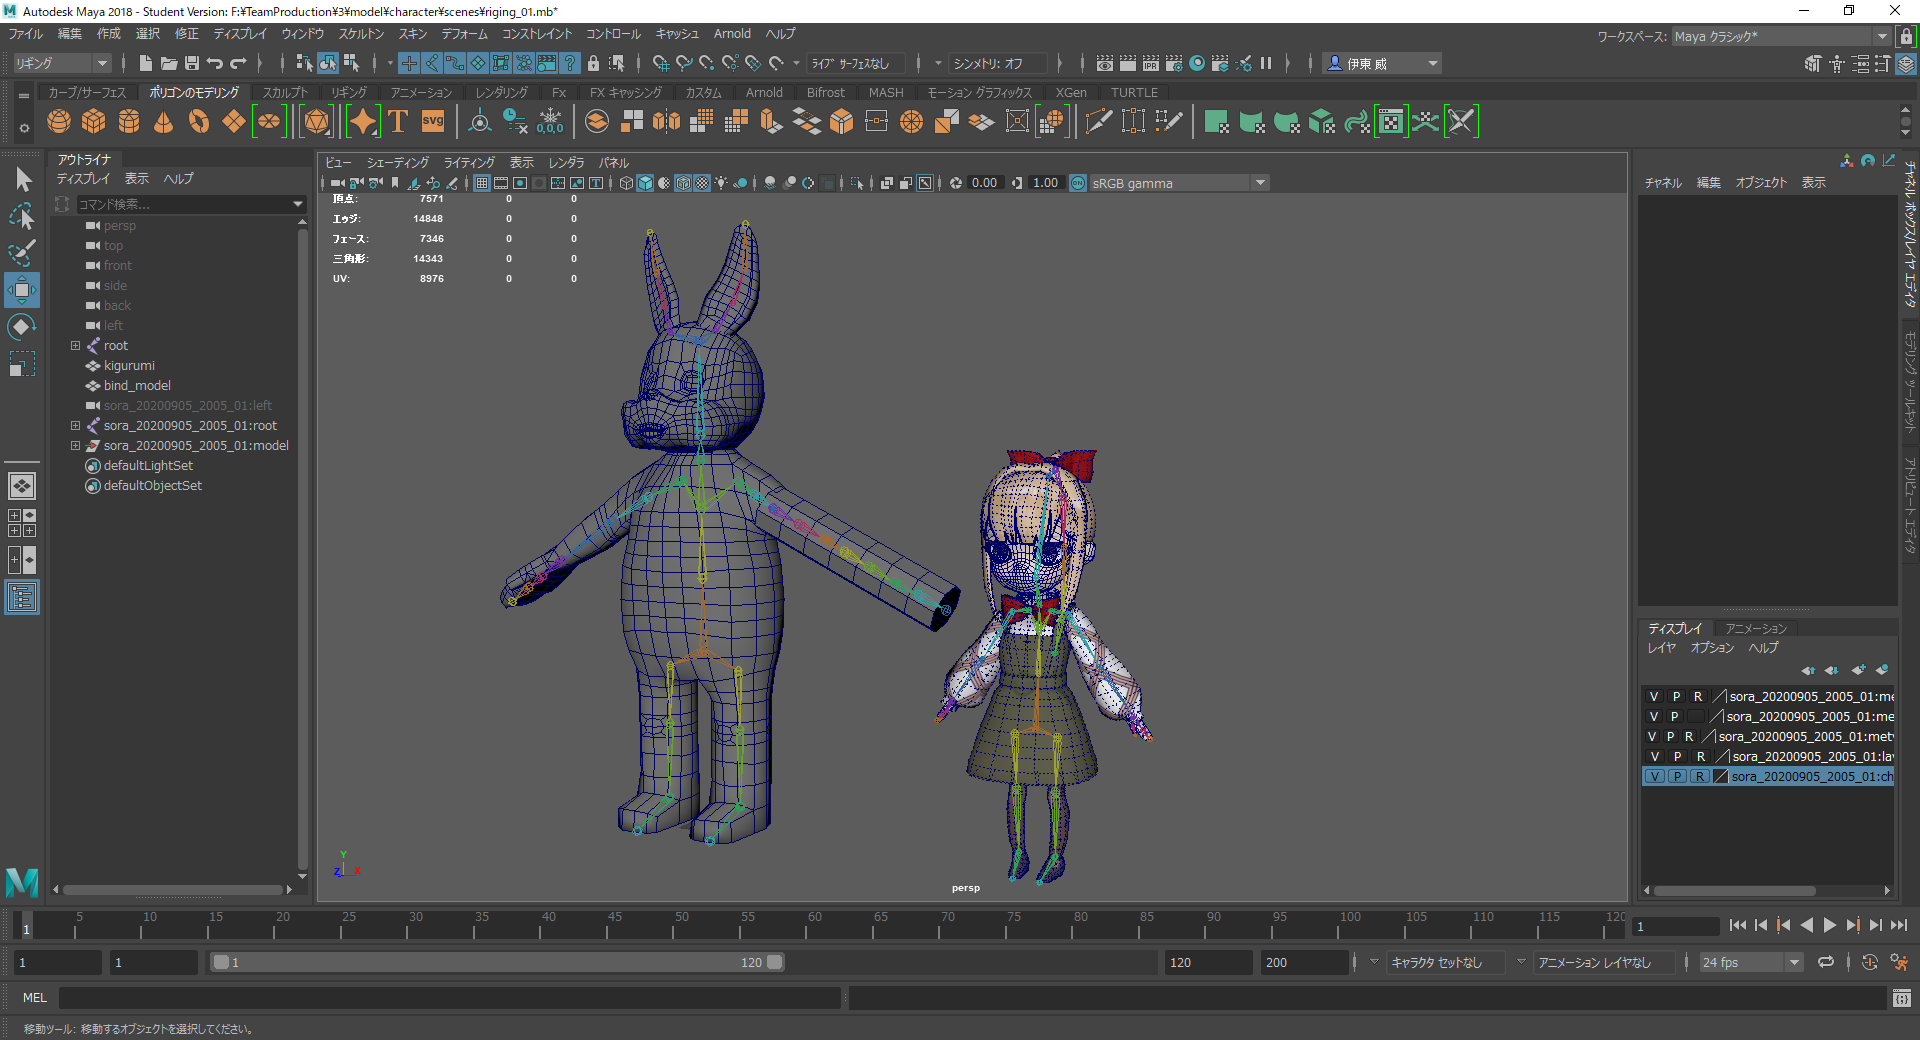 Autodesk Maya 2018 - Student Version: F:¥TeamProduction¥3¥model¥character¥scenes¥riging_01.mb*
ファイル 編集 作成 選択 修正 ディスプレイ ウィンドウ スケルトン スキン デフォーム コンストレイント コントロール キャッシュ Arnold ヘルプ
ワークスペース: Maya クラシック*
リギング ライブ サーフェスなし シンメトリ: オフ 伊東 威
カーブ/サーフェス ポリゴンのモデリング スカルプト リギング アニメーション レンダリング Fx FX キャッシング カスタム Arnold Bifrost MASH モーション グラフィックス XGen TURTLE
T svg 0,0,0
アウトライナ
ディスプレイ 表示 ヘルプ
コマンド検索...
persp
top
front
side
back
left
root
kigurumi
bind_model
sora_20200905_2005_01:left
sora_20200905_2005_01:root
sora_20200905_2005_01:model
defaultLightSet
defaultObjectSet
ビュー シェーディング ライティング 表示 レンダラ パネル
0.00 1.00 sRGB gamma
頂点: 7571 0 0
エッジ: 14848 0 0
フェース: 7346 0 0
三角形: 14343 0 0
UV: 8976 0 0
persp
チャネル 編集 オブジェクト 表示
チャネル ボックス/レイヤ エディタ
モデリング ツールキット
アトリビュート エディタ
ディスプレイ アニメーション
レイヤ オプション ヘルプ
V P R sora_20200905_2005_01:me
V P sora_20200905_2005_01:me
V P R sora_20200905_2005_01:met
V P R sora_20200905_2005_01:la
V P R sora_20200905_2005_01:ch
1 5 10 15 20 25 30 35 40 45 50 55 60 65 70 75 80 85 90 95 100 105 110 115 120 1
1 1 1 120 120 200 キャラクタ セットなし アニメーション レイヤなし 24 fps
MEL
移動ツール: 移動するオブジェクトを選択してください。